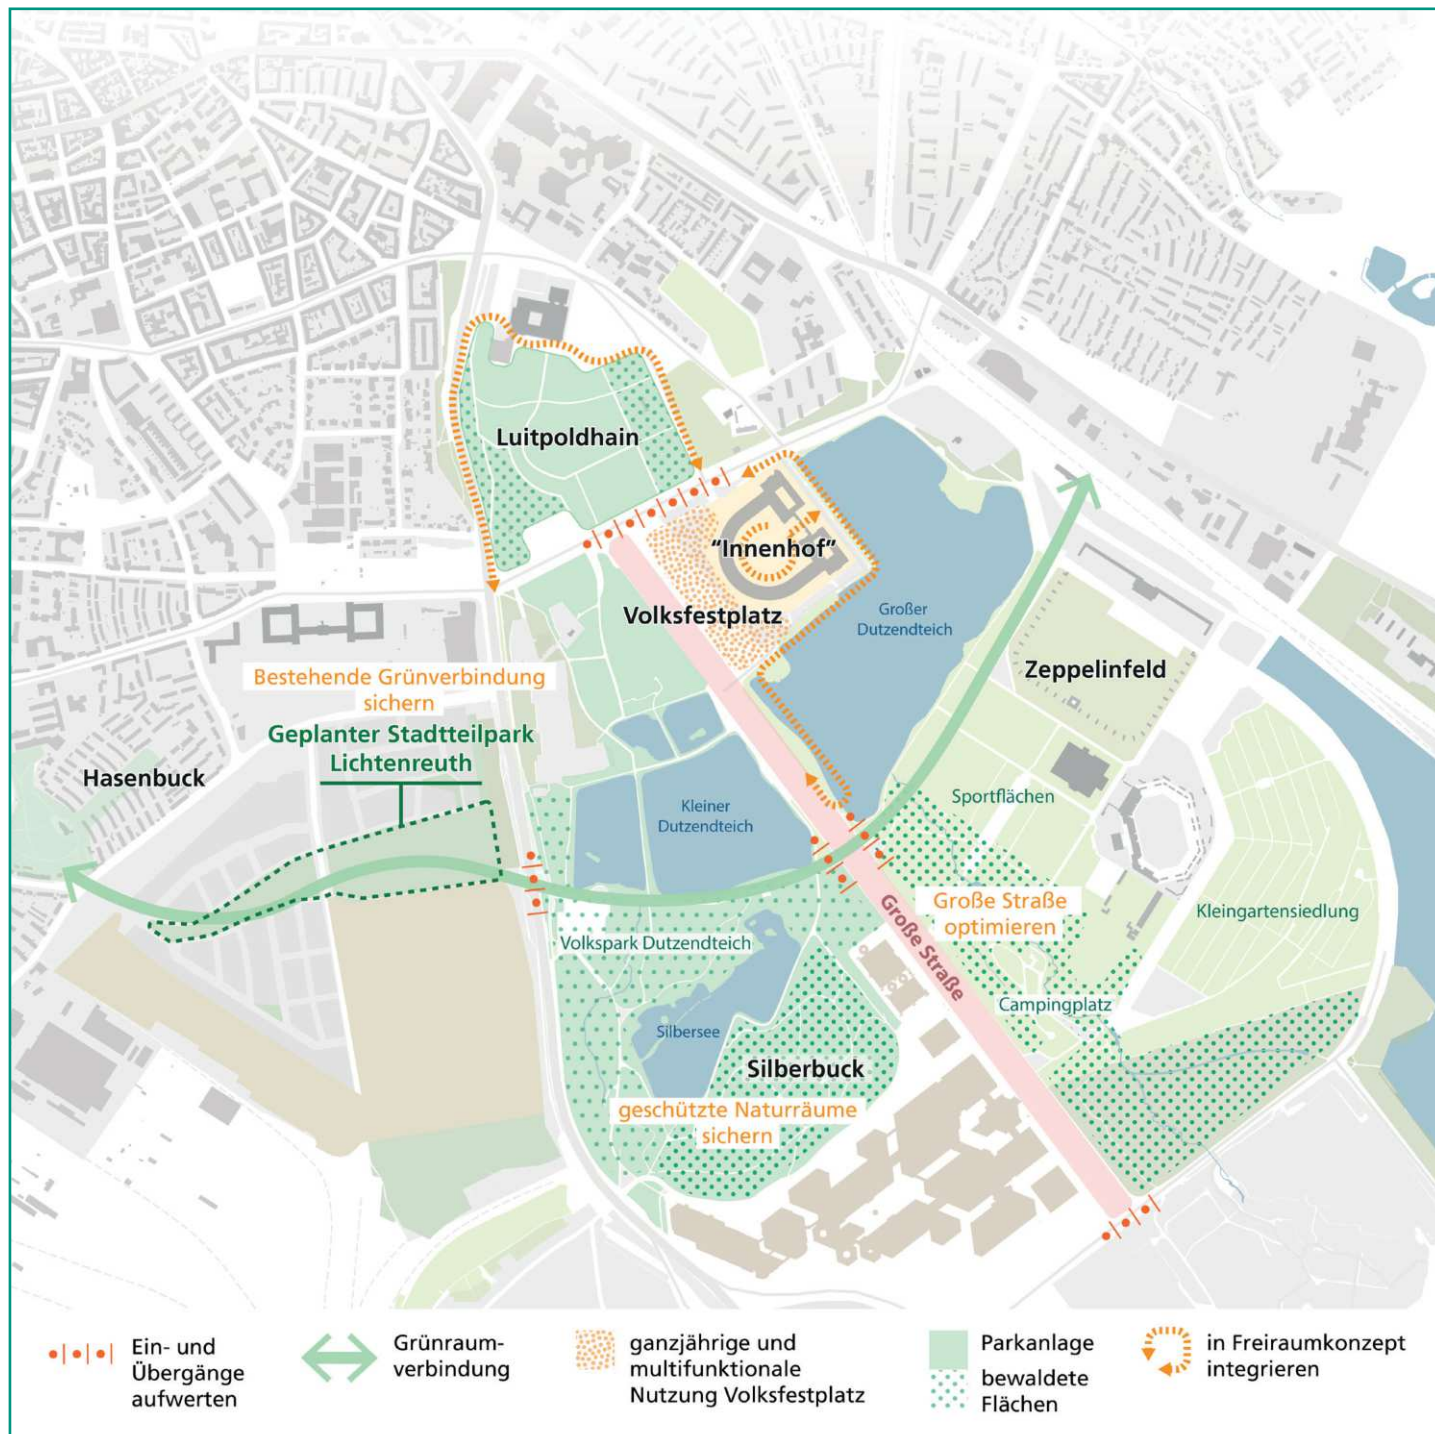 Luitpoldhain
“Innenhof”
Volksfestplatz
Großer
Dutzendteich
Zeppelinfeld
Bestehende Grünverbindung
sichern
Geplanter Stadtteilpark
Lichtenreuth
Hasenbuck
Kleiner
Dutzendteich
Sportflächen
Große Straße
optimieren
Kleingartensiedlung
Große Straße
Volkspark Dutzendteich
Campingplatz
Silbersee
Silberbuck
geschützte Naturräume
sichern
Ein- und
Übergänge
aufwerten
Grünraum-
verbindung
ganzjährige und
multifunktionale
Nutzung Volksfestplatz
Parkanlage
bewaldete
Flächen
in Freiraumkonzept
integrieren